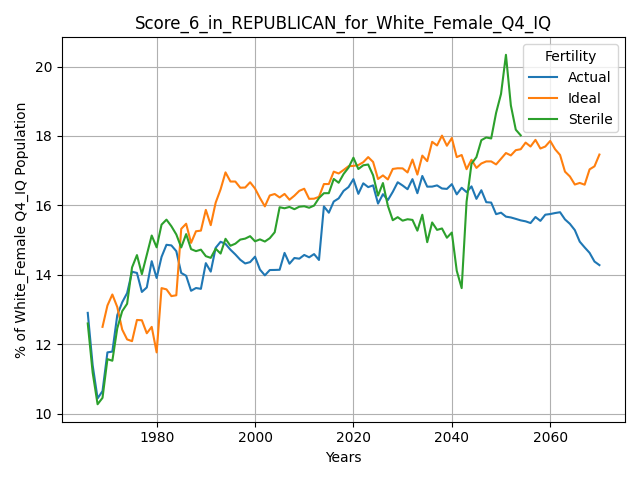 Score_6_in_REPUBLICAN_for_White_Female_Q4_IQ
Fertility
Actual
Ideal
Sterile
% of White_Female Q4_IQ Population
20
18
16
14
12
10
1980
2000
2020
2040
2060
Years